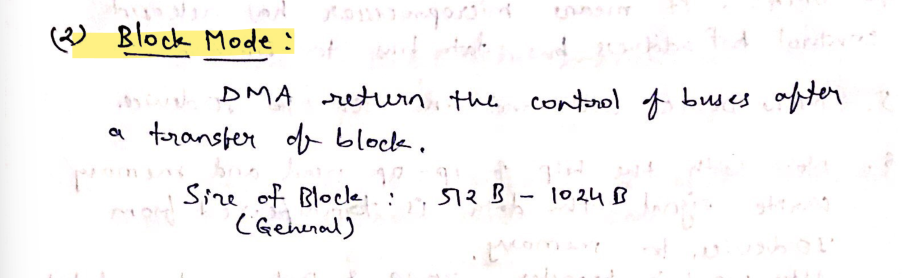 (2) Block Mode :
DMA return the control of buses after
a transfer of block.
Size of Block : 512 B - 1024 B
(General)